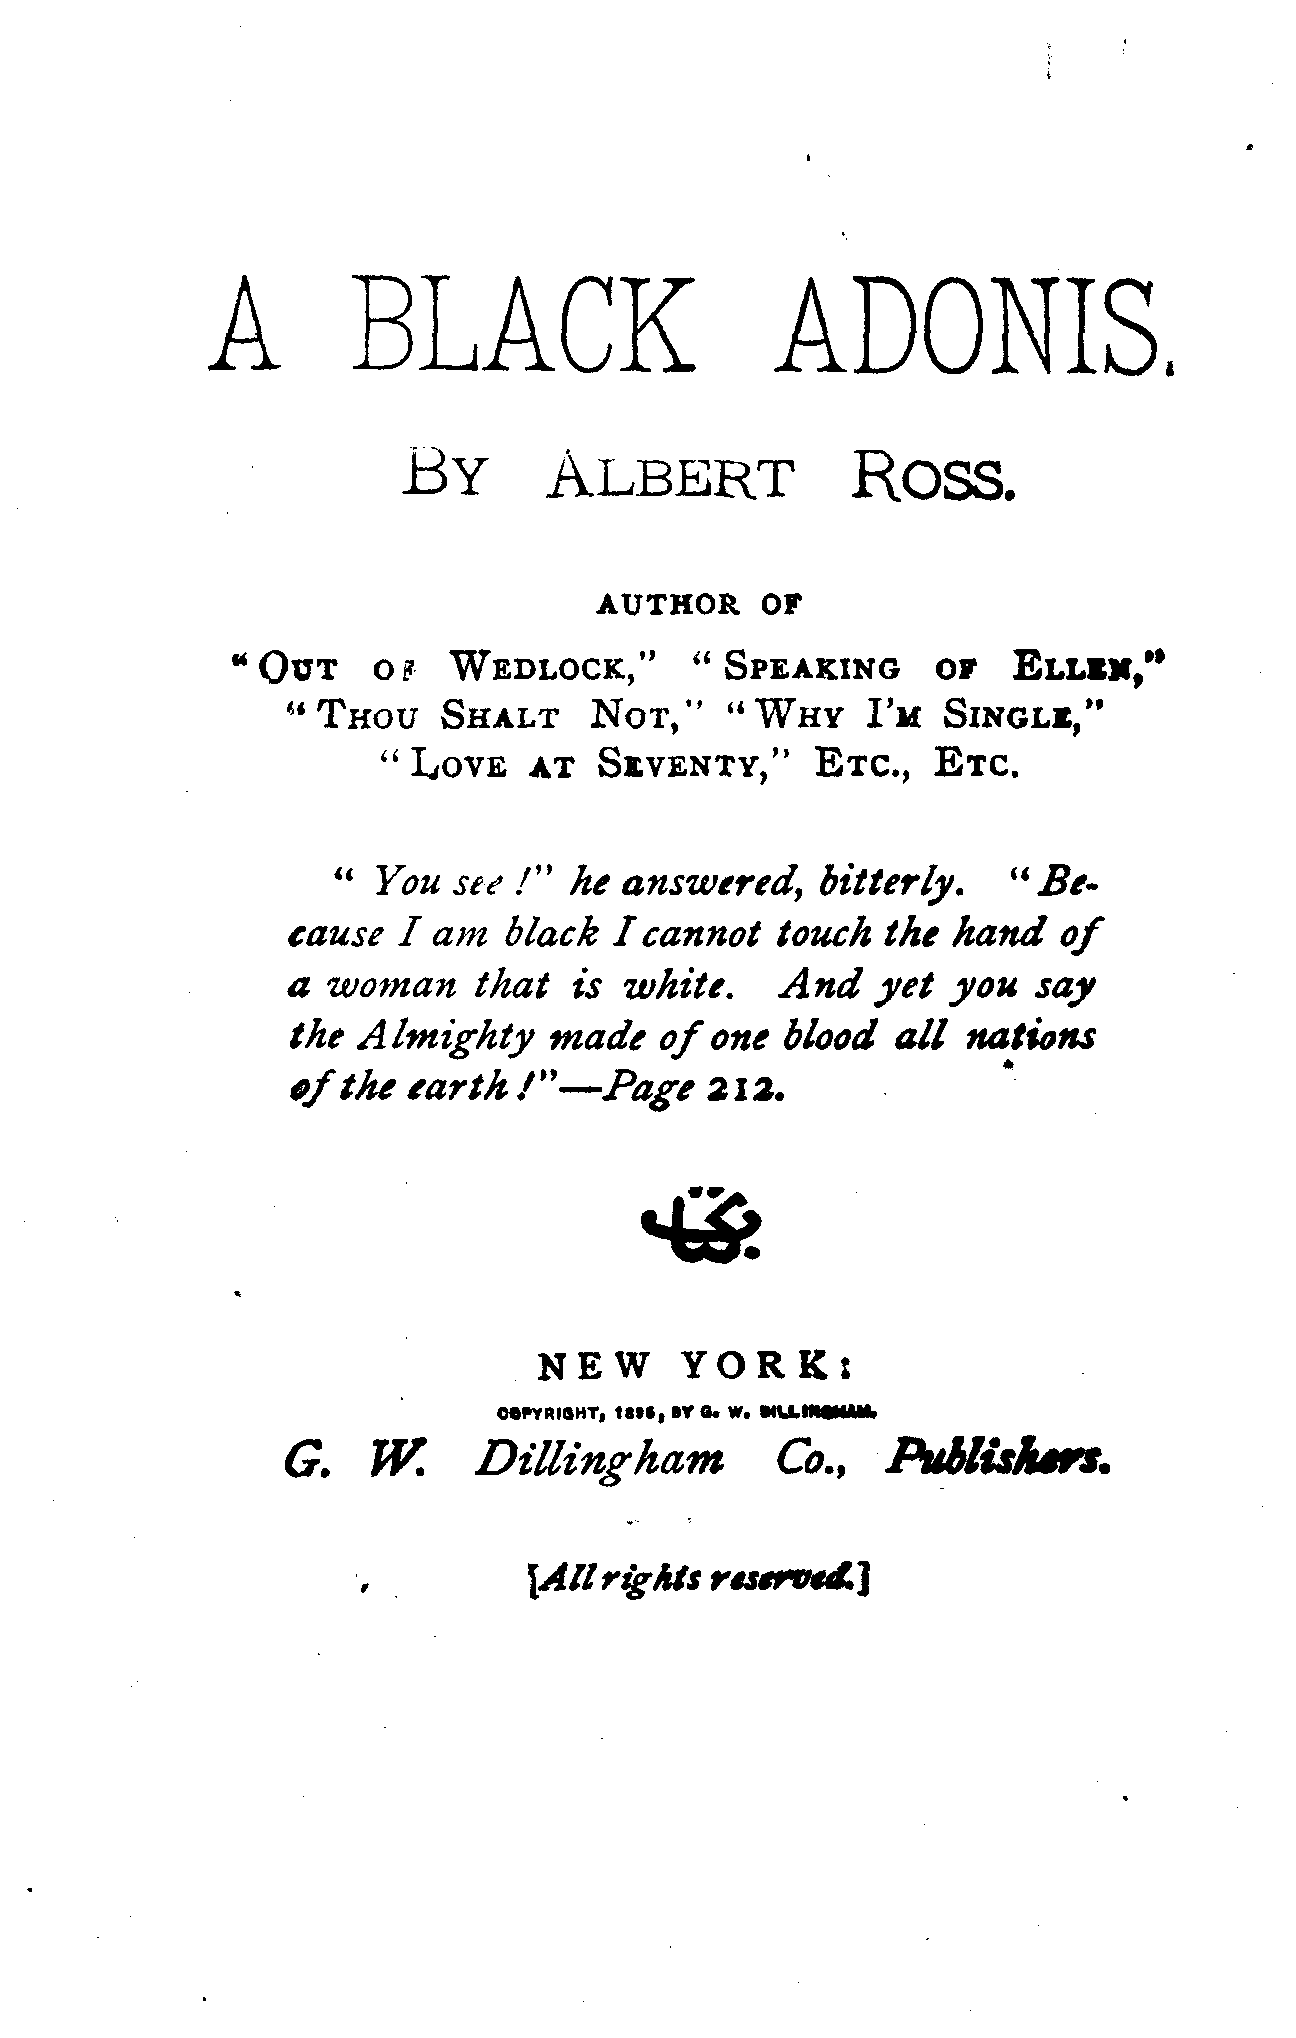 A BLACK ADONIS.
BY ALBERT ROSS.
AUTHOR OF
"OUT OF WEDLOCK," "SPEAKING OF ELLEN,"
"THOU SHALT NOT," "WHY I'M SINGLE,"
"LOVE AT SEVENTY," ETC., ETC.
"You see!" he answered, bitterly. "Be-
cause I am black I cannot touch the hand of
a woman that is white. And yet you say
the Almighty made of one blood all nations
of the earth!"—Page 212.
NEW YORK:
COPYRIGHT, BY G. W. DILLINGHAM.
G. W. Dillingham Co., Publishers.
[All rights reserved.]